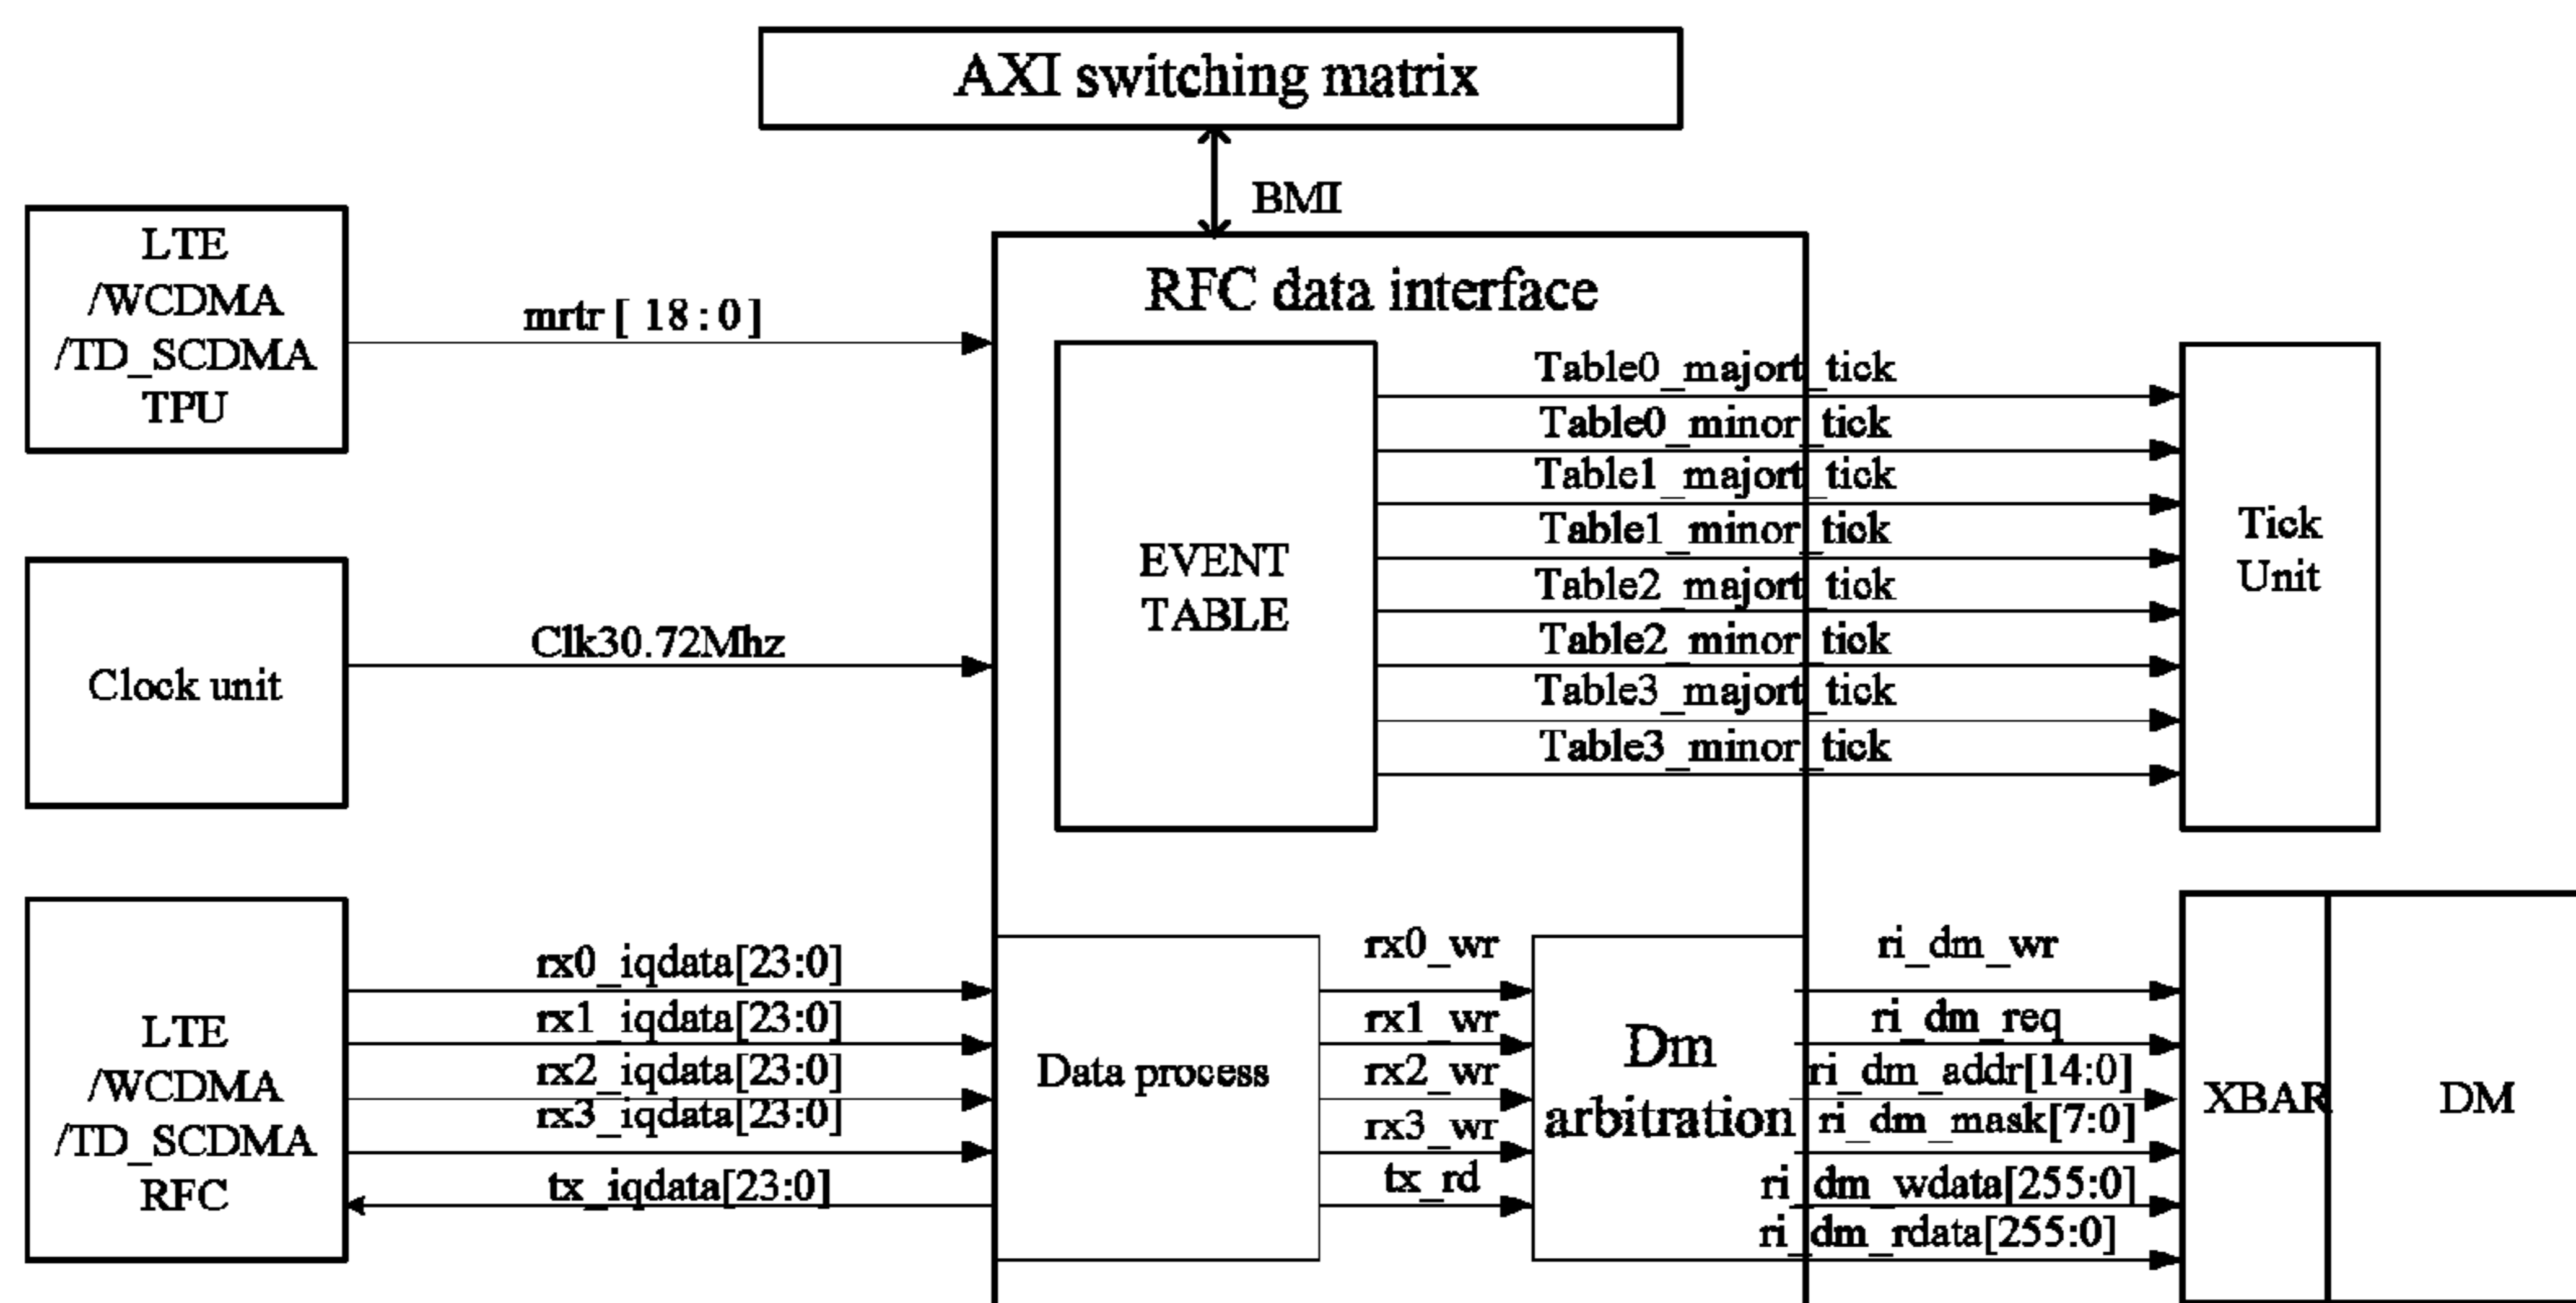 AXI switching matrix
BMI
LTE
/WCDMA
/TD_SCDMA
TPU
mrtr [ 18 : 0 ]
RFC data interface
EVENT
TABLE
Table0_majort_tick
Table0_minor_tick
Table1_majort_tick
Table1_minor_tick
Table2_majort_tick
Table2_minor_tick
Table3_majort_tick
Table3_minor_tick
Tick
Unit
Clock unit
Clk30.72Mhz
LTE
/WCDMA
/TD_SCDMA
RFC
rx0_iqdata[23:0]
rx1_iqdata[23:0]
rx2_iqdata[23:0]
rx3_iqdata[23:0]
tx_iqdata[23:0]
Data process
rx0_wr
rx1_wr
rx2_wr
rx3_wr
tx_rd
Dm
arbitration
ri_dm_wr
ri_dm_req
ri_dm_addr[14:0]
ri_dm_mask[7:0]
ri_dm_wdata[255:0]
ri_dm_rdata[255:0]
XBAR
DM